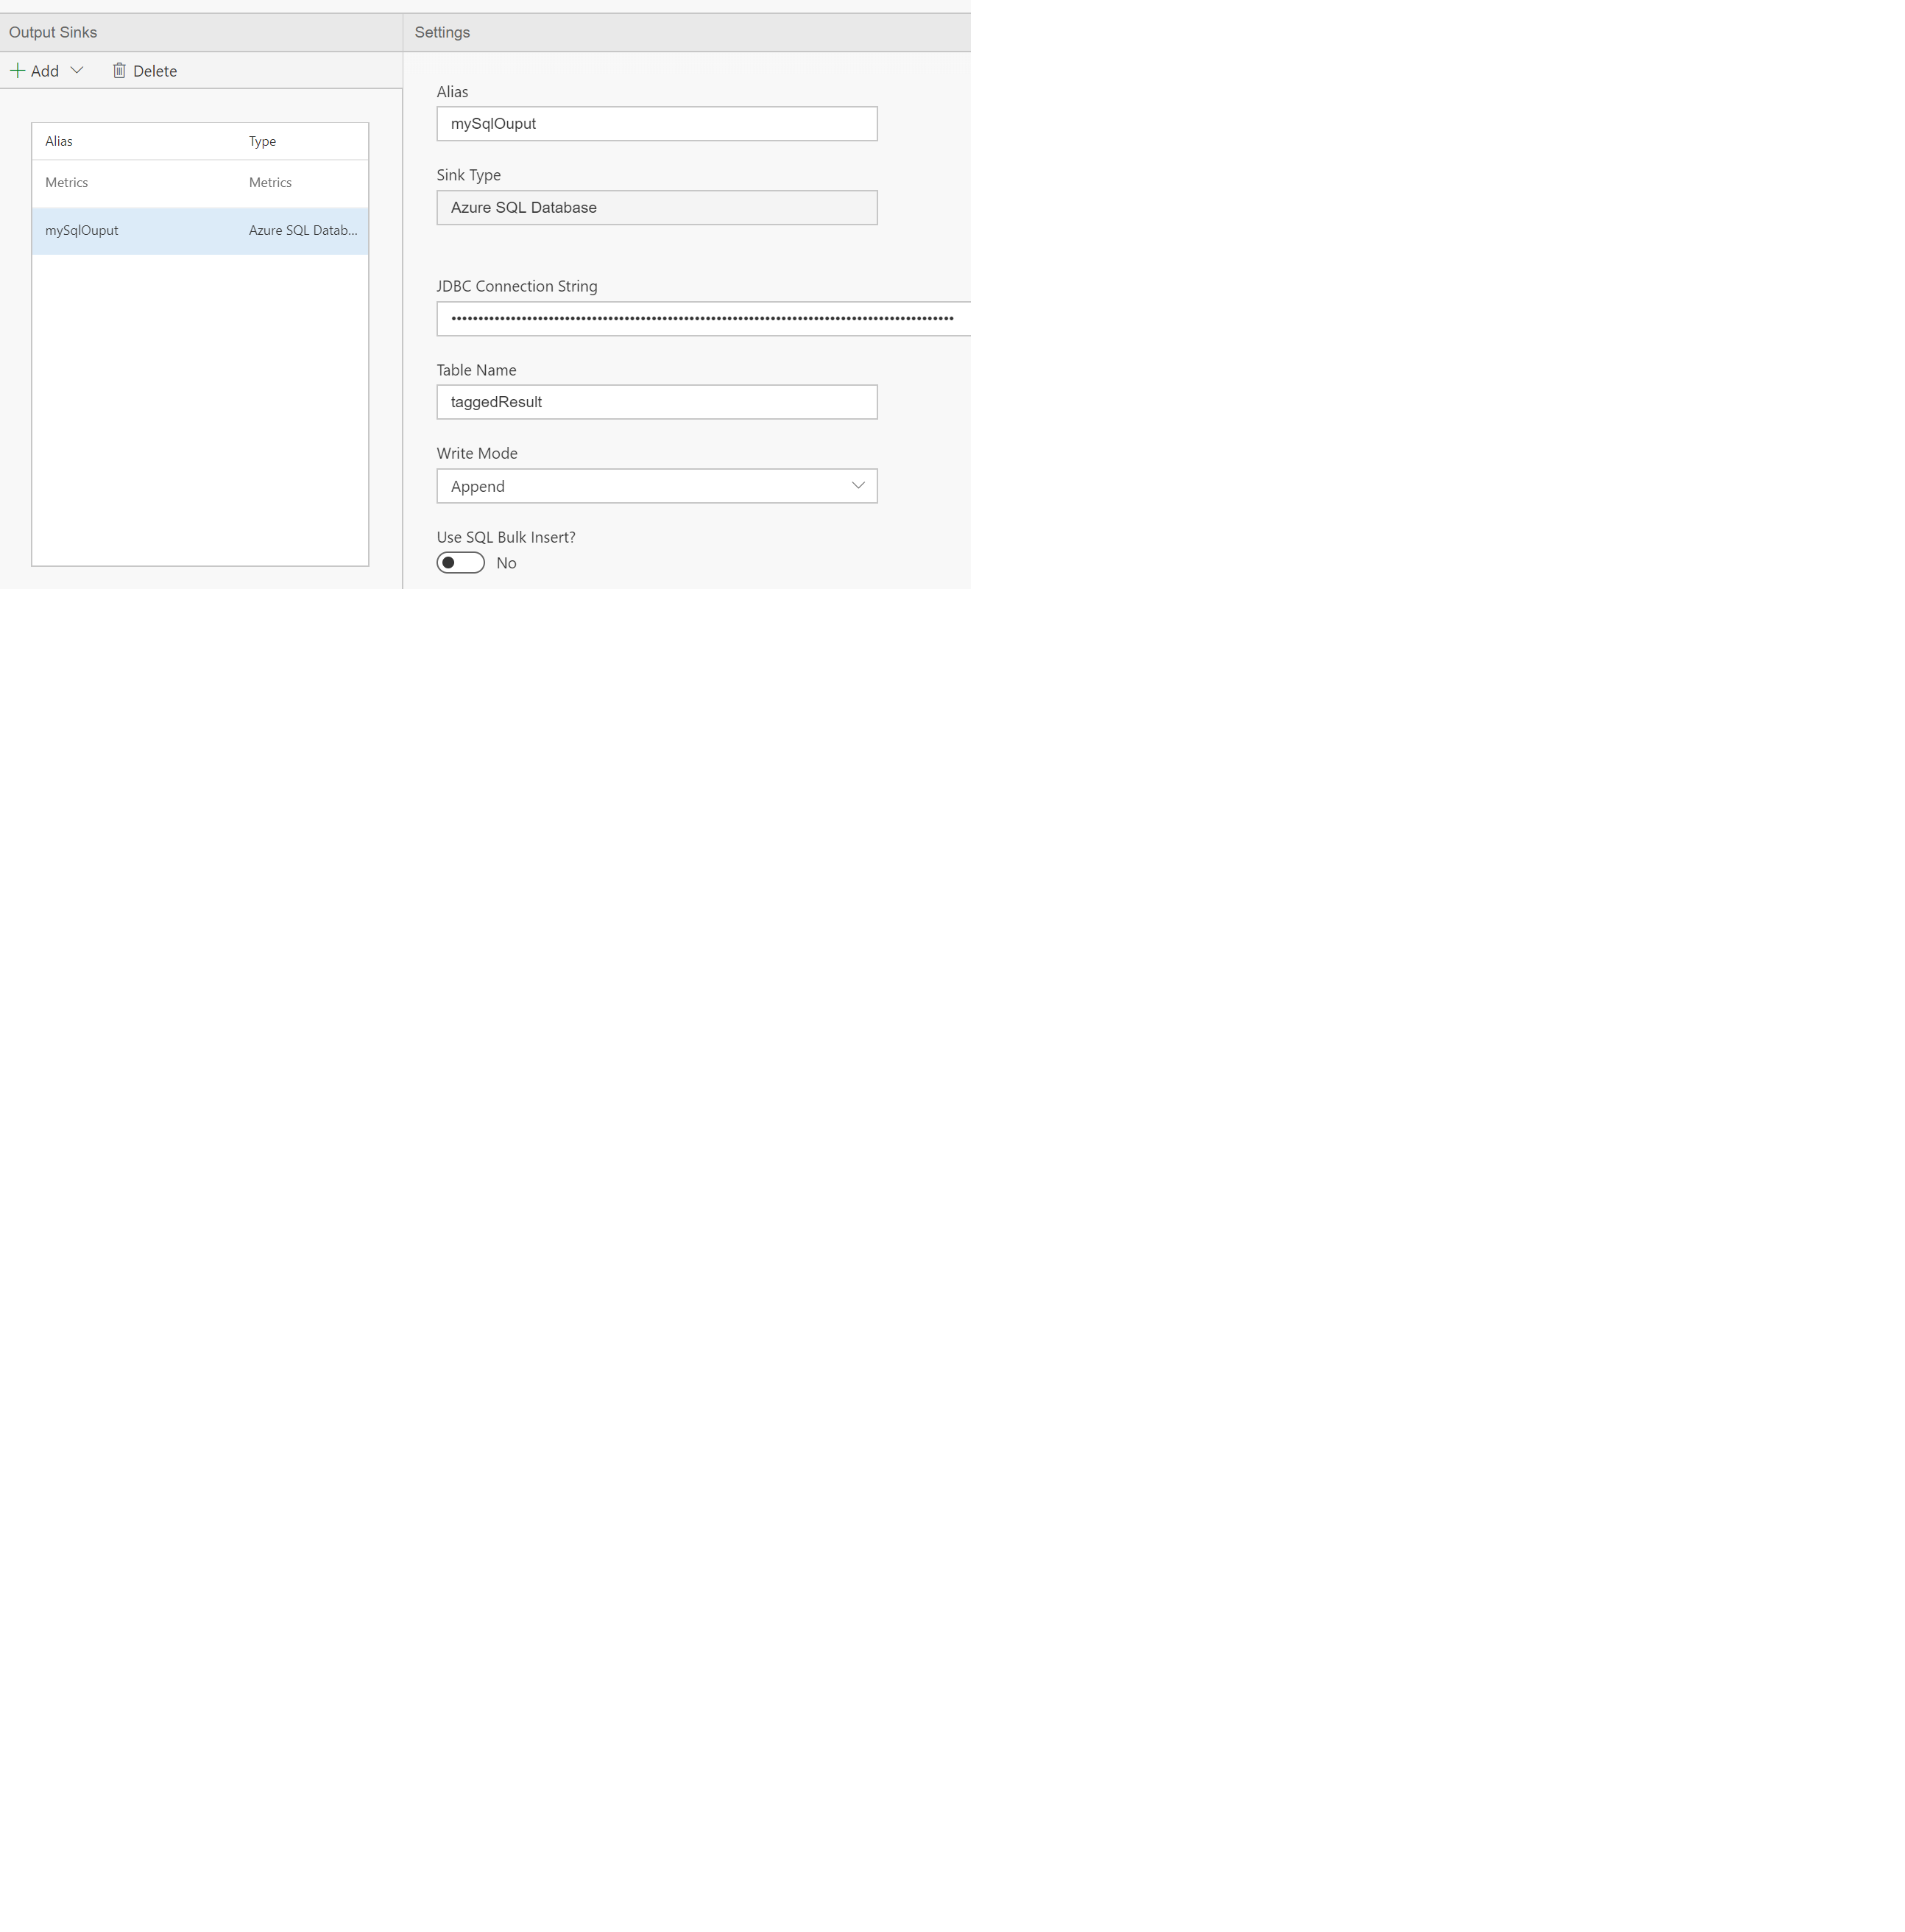 Output Sinks
Settings
Add
Delete
Alias Type
Metrics Metrics
mySqlOuput Azure SQL Datab...
Alias
mySqlOuput
Sink Type
Azure SQL Database
JDBC Connection String
Table Name
taggedResult
Write Mode
Append
Use SQL Bulk Insert?
No